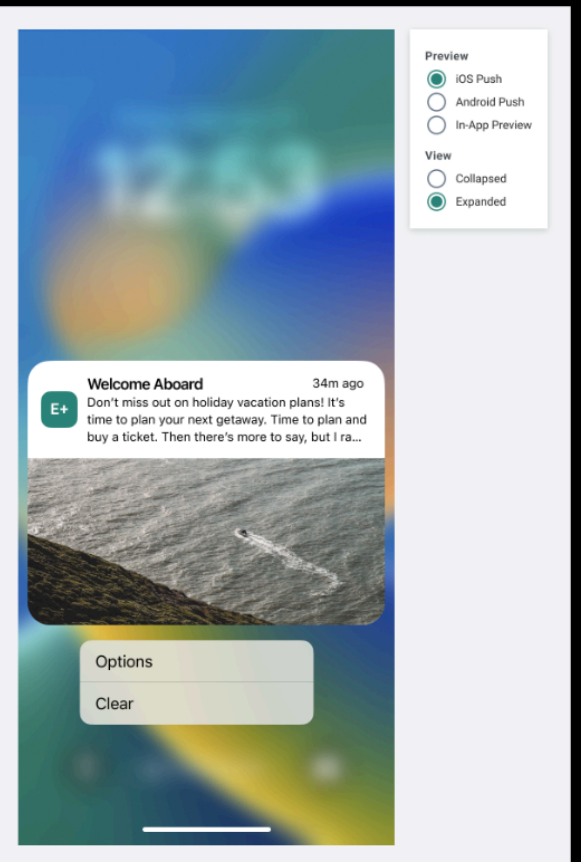 Preview
iOS Push
Android Push
In-App Preview
View
Collapsed
Expanded
12:53
Welcome Aboard
34m ago
E+
Don't miss out on holiday vacation plans! It's
time to plan your next getaway. Time to plan and
buy a ticket. Then there's more to say, but I ra...
Options
Clear